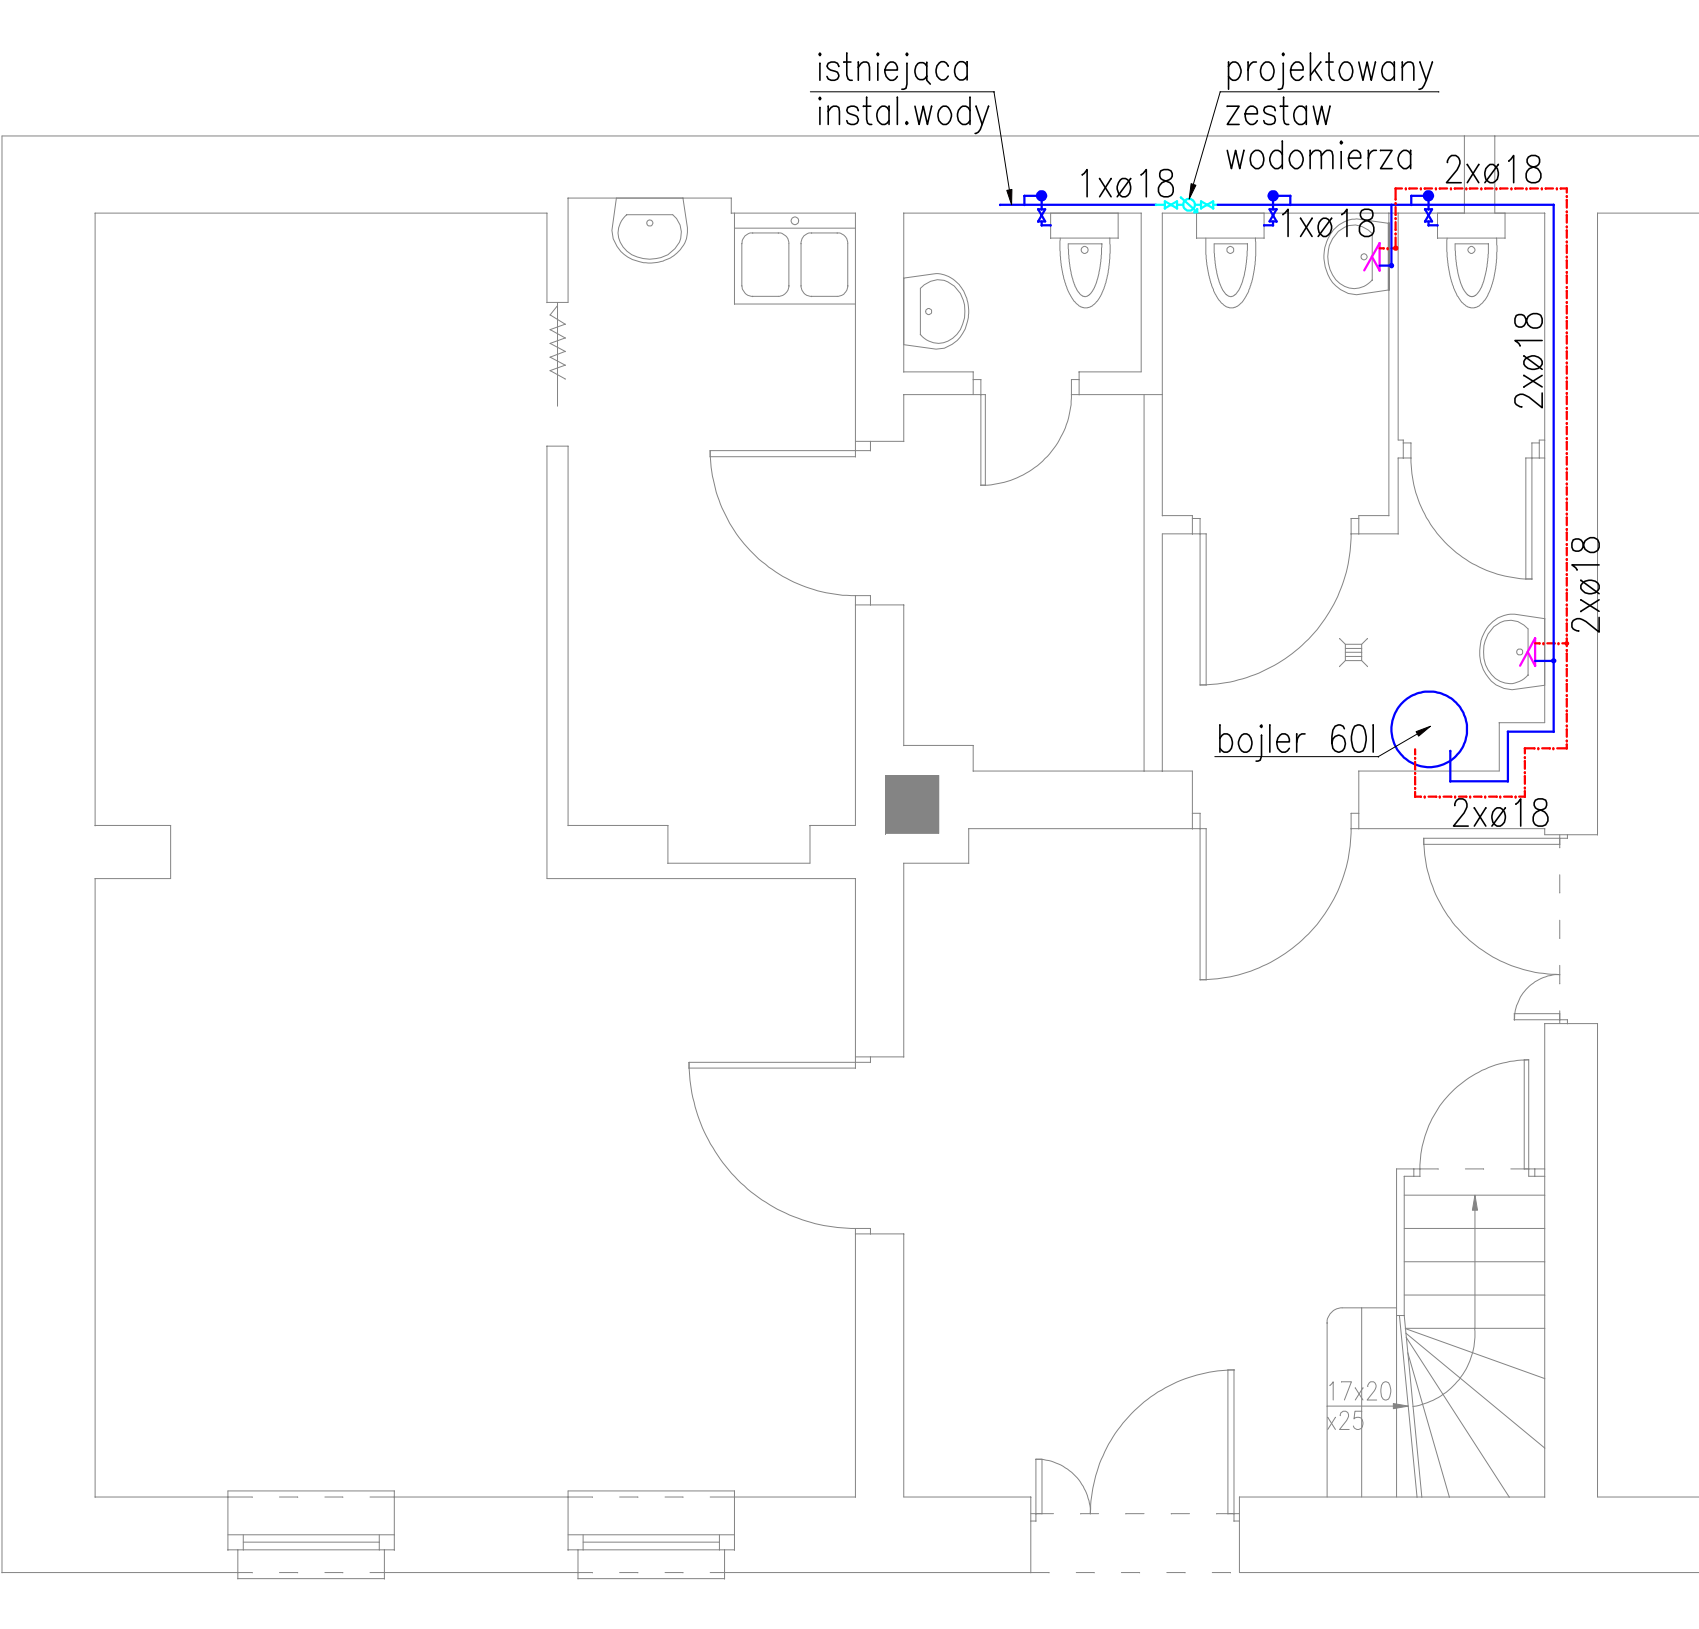 istniejąca
instal.wody
projektowany
zestaw
wodomierza
1xø18
2xø18
1xø18
2xø18
2xø18
bojler 60l
2xø18
17x20
x25